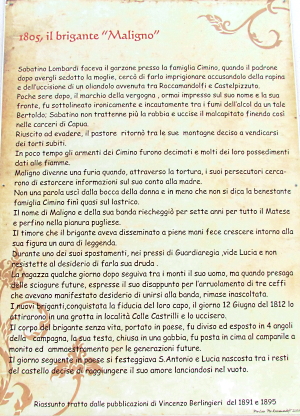 1805, il brigante "Maligno"
Sabatino Lombardi faceva il garzone presso la famiglia Cimino, quando il padrone
dopo avergli sedotto la moglie, cercò di farlo imprigionare accusandolo della rapina
e dell'uccisione di un oliandolo avvenuta tra Roccamandolfi e Castelpizzuto.
Poche sere dopo, il marchio della vergogna, ormai impresso sul suo nome e la sua
fronte, fu sottolineato ironicamente e incautamente tra i fumi dell'alcol da un tale
Bertoldo; Sabatino non trattenne più la rabbia e uccise il malcapitato finendo così
nelle carceri di Capua.
Riuscito ad evadere, il pastore ritornò tra le sue montagne deciso a vendicarsi
dei torti subiti.
In poco tempo gli armenti dei Cimino furono decimati e molti dei loro possedimenti
dati alle fiamme.
Maligno divenne una furia quando, attraverso la tortura, i suoi persecutori cerca-
rono di estorcere informazioni sul suo conto alla madre.
Non una parola uscì dalla bocca della donna e in meno che non si dica la benestante
famiglia Cimino finì quasi sul lastrico.
Il nome di Maligno e della sua banda riecheggiò per sette anni per tutto il Matese
e perfino nella pianura pugliese.
Il timore che il brigante aveva disseminato a piene mani fece crescere intorno alla
sua figura un aura di leggenda.
Durante uno dei suoi spostamenti, nei pressi di Guardiaregia, vide Lucia e non
resistette al desiderio di farla sua druda.
La ragazza qualche giorno dopo seguiva tra i monti il suo uomo, ma quando presagì
delle sciagure future, espresse il suo disappunto per l'arruolamento di tre ceffi
che avevano manifestato desiderio di unirsi alla banda, rimase inascoltata.
I nuovi briganti, conquistata la fiducia del loro capo, il giorno 12 Giugno del 1812 lo
attirarono in una grotta in località Colle Castrilli e lo uccisero.
Il corpo del brigante senza vita, portato in paese, fu diviso ed esposto in 4 angoli
della campagna, la sua testa, chiusa in una gabbia, fu posta in cima al campanile a
monito ed ammaestramento per le generazioni future.
Il giorno seguente in paese si festeggiava S.Antonio e Lucia nascosta tra i resti
del castello decise di raggiungere il suo amore lanciandosi nel vuoto.
Riassunto tratto dalle pubblicazioni di Vincenzo Berlingieri del 1891 e 1895